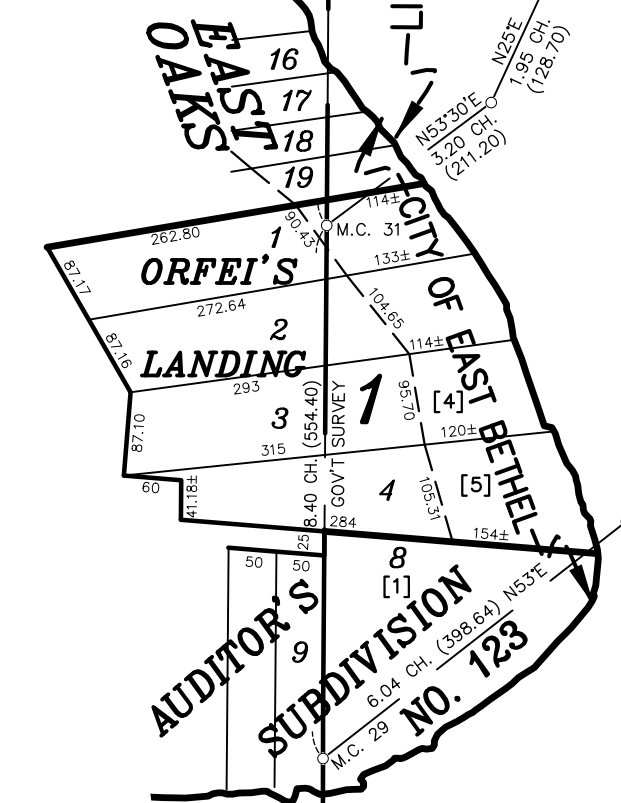 EAST
OAKS
16
17
18
19
N25°E
1.95 CH.
(128.70)
N53°30'E
3.20 CH.
(211.20)
114±
M.C. 31
90.43
262.80
1
ORFEI'S
133±
CITY OF EAST BETHEL
87.17
272.64
104.65
2
LANDING
114±
87.16
293
8.40 CH. (554.40)
GOV'T SURVEY
1
95.70
[4]
3
87.10
315
120±
60
41.18±
4
105.31
[5]
284
154±
25
50
50
8
[1]
AUDITOR'S
SUBDIVISION
NO. 123
9
6.04 CH. (398.64)
N53°E
M.C. 29